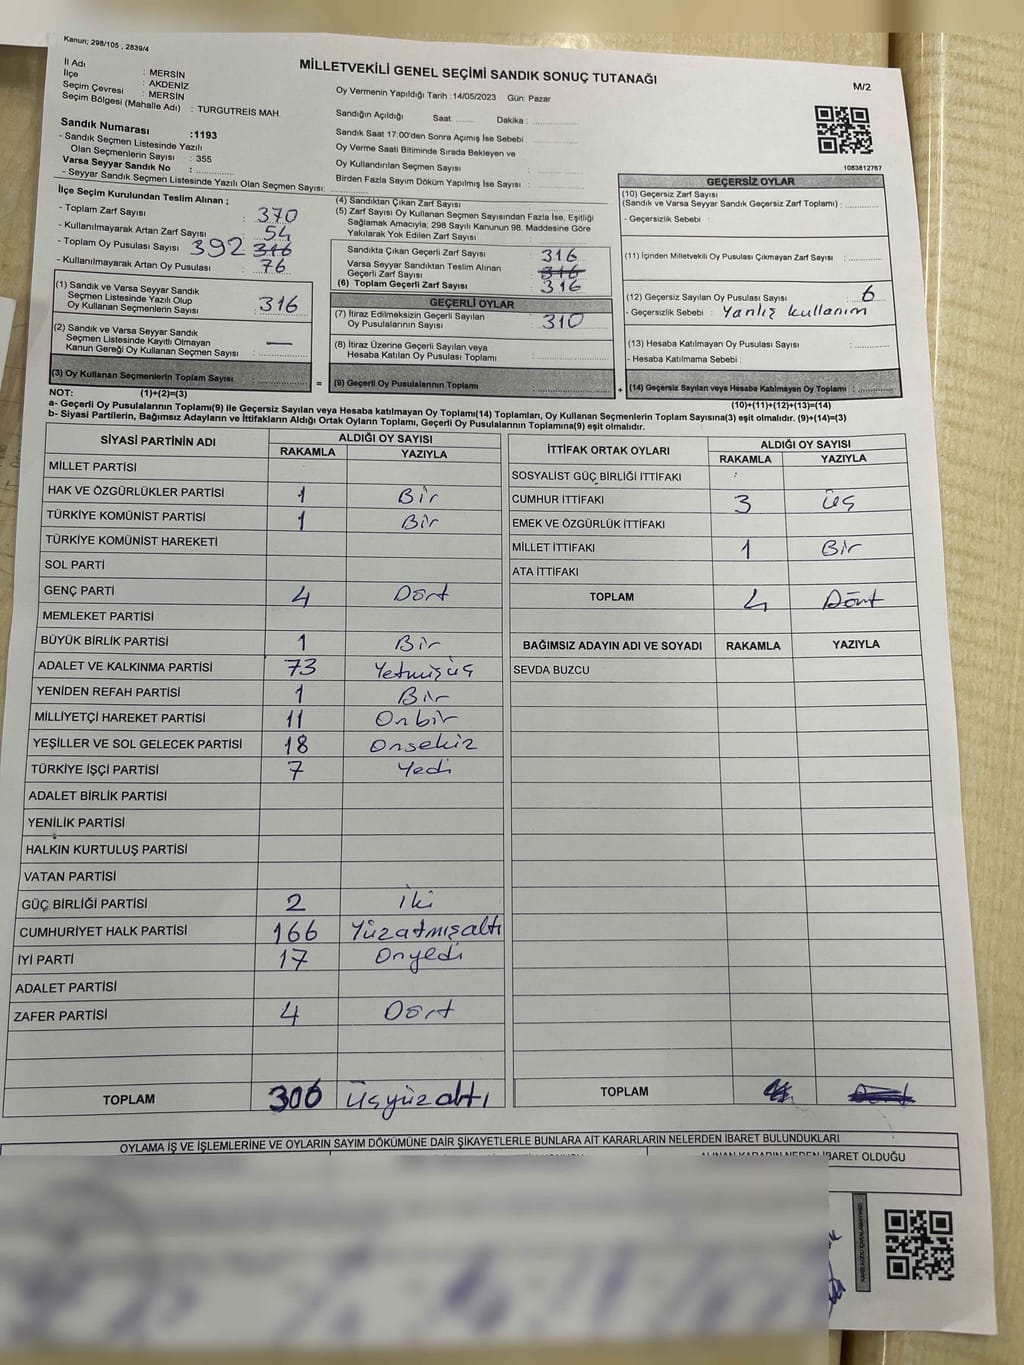 Kanun; 298/105 , 2839/4
MİLLETVEKİLİ GENEL SEÇİMİ SANDIK SONUÇ TUTANAĞI
M/2
İl Adı : MERSİN
İlçe : AKDENİZ
Seçim Çevresi : MERSİN
Seçim Bölgesi (Mahalle Adı) : TURGUTREİS MAH.
Sandık Numarası :1193
- Sandık Seçmen Listesinde Yazılı
Olan Seçmenlerin Sayısı : 355
Varsa Seyyar Sandık No :
- Seyyar Sandık Seçmen Listesinde Yazılı Olan Seçmen Sayısı:
Oy Vermenin Yapıldığı Tarih :14/05/2023 Gün: Pazar
Sandığın Açıldığı Saat Dakika :
Sandık Saat 17:00'den Sonra Açılmış İse Sebebi :
Oy Verme Saati Bitiminde Sırada Bekleyen ve
Oy Kullandırılan Seçmen Sayısı :
Birden Fazla Sayım Döküm Yapılmış İse Sayısı :
1083812767
İlçe Seçim Kurulundan Teslim Alınan ;
- Toplam Zarf Sayısı : 370
- Kullanılmayarak Artan Zarf Sayısı : 54
- Toplam Oy Pusulası Sayısı 392 316
- Kullanılmayarak Artan Oy Pusulası : 76
(1) Sandık ve Varsa Seyyar Sandık
Seçmen Listesinde Yazılı Olup
Oy Kullanan Seçmenlerin Sayısı : 316
(2) Sandık ve Varsa Seyyar Sandık
Seçmen Listesinde Kayıtlı Olmayan
Kanun Gereği Oy Kullanan Seçmen Sayısı : —
(3) Oy Kullanan Seçmenlerin Toplam Sayısı :
(4) Sandıktan Çıkan Zarf Sayısı :
(5) Zarf Sayısı Oy Kullanan Seçmen Sayısından Fazla İse, Eşitliği
Sağlamak Amacıyla; 298 Sayılı Kanunun 98. Maddesine Göre
Yakılarak Yok Edilen Zarf Sayısı :
Sandıkta Çıkan Geçerli Zarf Sayısı : 316
Varsa Seyyar Sandıktan Teslim Alınan
Geçerli Zarf Sayısı : 316
(6) Toplam Geçerli Zarf Sayısı : 316
GEÇERLİ OYLAR
(7) İtiraz Edilmeksizin Geçerli Sayılan
Oy Pusulalarının Sayısı : 310
(8) İtiraz Üzerine Geçerli Sayılan veya
Hesaba Katılan Oy Pusulası Toplamı :
= (9) Geçerli Oy Pusulalarının Toplamı :
GEÇERSİZ OYLAR
(10) Geçersiz Zarf Sayısı
(Sandık ve Varsa Seyyar Sandık Geçersiz Zarf Toplamı) :
- Geçersizlik Sebebi :
(11) İçinden Milletvekili Oy Pusulası Çıkmayan Zarf Sayısı :
(12) Geçersiz Sayılan Oy Pusulası Sayısı : 6
- Geçersizlik Sebebi : Yanlış kullanım
(13) Hesaba Katılmayan Oy Pusulası Sayısı :
- Hesaba Katılmama Sebebi :
+ (14) Geçersiz Sayılan veya Hesaba Katılmayan Oy Toplamı :
NOT: (1)+(2)=(3) (10)+(11)+(12)+(13)=(14)
a- Geçerli Oy Pusulalarının Toplamı(9) ile Geçersiz Sayılan veya Hesaba katılmayan Oy Toplamı(14) Toplamları, Oy Kullanan Seçmenlerin Toplam Sayısına(3) eşit olmalıdır. (9)+(14)=(3)
b- Siyasi Partilerin, Bağımsız Adayların ve İttifakların Aldığı Ortak Oyların Toplamı, Geçerli Oy Pusulalarının Toplamına(9) eşit olmalıdır.
SİYASİ PARTİNİN ADI ALDIĞI OY SAYISI
RAKAMLA YAZIYLA
MİLLET PARTİSİ
HAK VE ÖZGÜRLÜKLER PARTİSİ 1 Bir
TÜRKİYE KOMÜNİST PARTİSİ 1 Bir
TÜRKİYE KOMÜNİST HAREKETİ
SOL PARTİ
GENÇ PARTİ 4 Dört
MEMLEKET PARTİSİ
BÜYÜK BİRLİK PARTİSİ 1 Bir
ADALET VE KALKINMA PARTİSİ 73 Yetmişüç
YENİDEN REFAH PARTİSİ 1 Bir
MİLLİYETÇİ HAREKET PARTİSİ 11 Onbir
YEŞİLLER VE SOL GELECEK PARTİSİ 18 Onsekiz
TÜRKİYE İŞÇİ PARTİSİ 7 Yedi
ADALET BİRLİK PARTİSİ
YENİLİK PARTİSİ
HALKIN KURTULUŞ PARTİSİ
VATAN PARTİSİ
GÜÇ BİRLİĞİ PARTİSİ 2 İki
CUMHURİYET HALK PARTİSİ 166 Yüzatmışaltı
İYİ PARTİ 17 Onyedi
ADALET PARTİSİ
ZAFER PARTİSİ 4 Dört
TOPLAM 306 Üçyüzaltı
İTTİFAK ORTAK OYLARI ALDIĞI OY SAYISI
RAKAMLA YAZIYLA
SOSYALİST GÜÇ BİRLİĞİ İTTİFAKI
CUMHUR İTTİFAKI 3 Üç
EMEK VE ÖZGÜRLÜK İTTİFAKI
MİLLET İTTİFAKI 1 Bir
ATA İTTİFAKI
TOPLAM 4 Dört
BAĞIMSIZ ADAYIN ADI VE SOYADI RAKAMLA YAZIYLA
SEVDA BUZCU
TOPLAM
OYLAMA İŞ VE İŞLEMLERİNE VE OYLARIN SAYIM DÖKÜMÜNE DAİR ŞİKAYETLERLE BUNLARA AİT KARARLARIN NELERDEN İBARET BULUNDUKLARI
ALINAN KARARIN NEDEN İBARET OLDUĞU